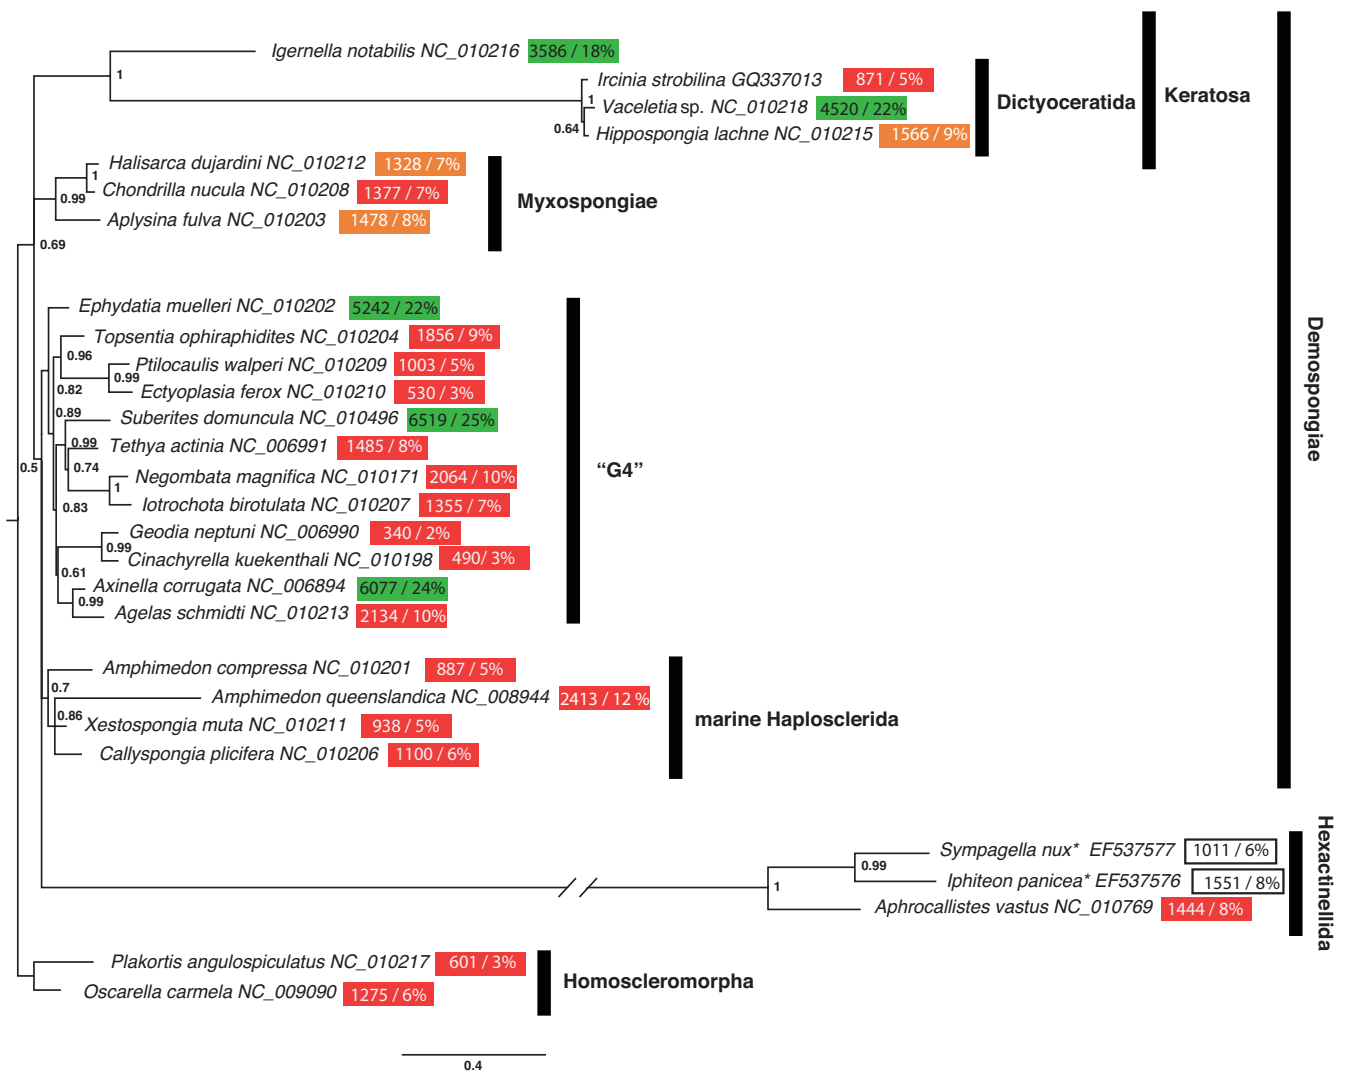 Igernella notabilis NC_010216 3586 / 18%
1
Ircinia strobilina GQ337013 871 / 5%
1 Vaceletia sp. NC_010218 4520 / 22%
0.64 Hippospongia lachne NC_010215 1566 / 9%
Dictyoceratida
Keratosa
Halisarca dujardini NC_010212 1328 / 7%
1
Chondrilla nucula NC_010208 1377 / 7%
0.99
Aplysina fulva NC_010203 1478 / 8%
Myxospongiae
0.69
Ephydatia muelleri NC_010202 5242 / 22%
Topsentia ophiraphidites NC_010204 1856 / 9%
0.96
Ptilocaulis walperi NC_010209 1003 / 5%
0.99
0.82
Ectyoplasia ferox NC_010210 530 / 3%
0.89
Suberites domuncula NC_010496 6519 / 25%
0.99
Tethya actinia NC_006991 1485 / 8%
0.74
0.5
Negombata magnifica NC_010171 2064 / 10%
1
Iotrochota birotulata NC_010207 1355 / 7%
0.83
Geodia neptuni NC_006990 340 / 2%
0.99
Cinachyrella kuekenthali NC_010198 490/ 3%
0.61
Axinella corrugata NC_006894 6077 / 24%
0.99
Agelas schmidti NC_010213 2134 / 10%
“G4”
Demospongiae
Amphimedon compressa NC_010201 887 / 5%
0.7
Amphimedon queenslandica NC_008944 2413 / 12 %
0.86
Xestospongia muta NC_010211 938 / 5%
Callyspongia plicifera NC_010206 1100 / 6%
marine Haplosclerida
Sympagella nux* EF537577 1011 / 6%
0.99
Iphiteon panicea* EF537576 1551 / 8%
1
Aphrocallistes vastus NC_010769 1444 / 8%
Hexactinellida
Plakortis angulospiculatus NC_010217 601 / 3%
Oscarella carmela NC_009090 1275 / 6%
Homoscleromorpha
0.4